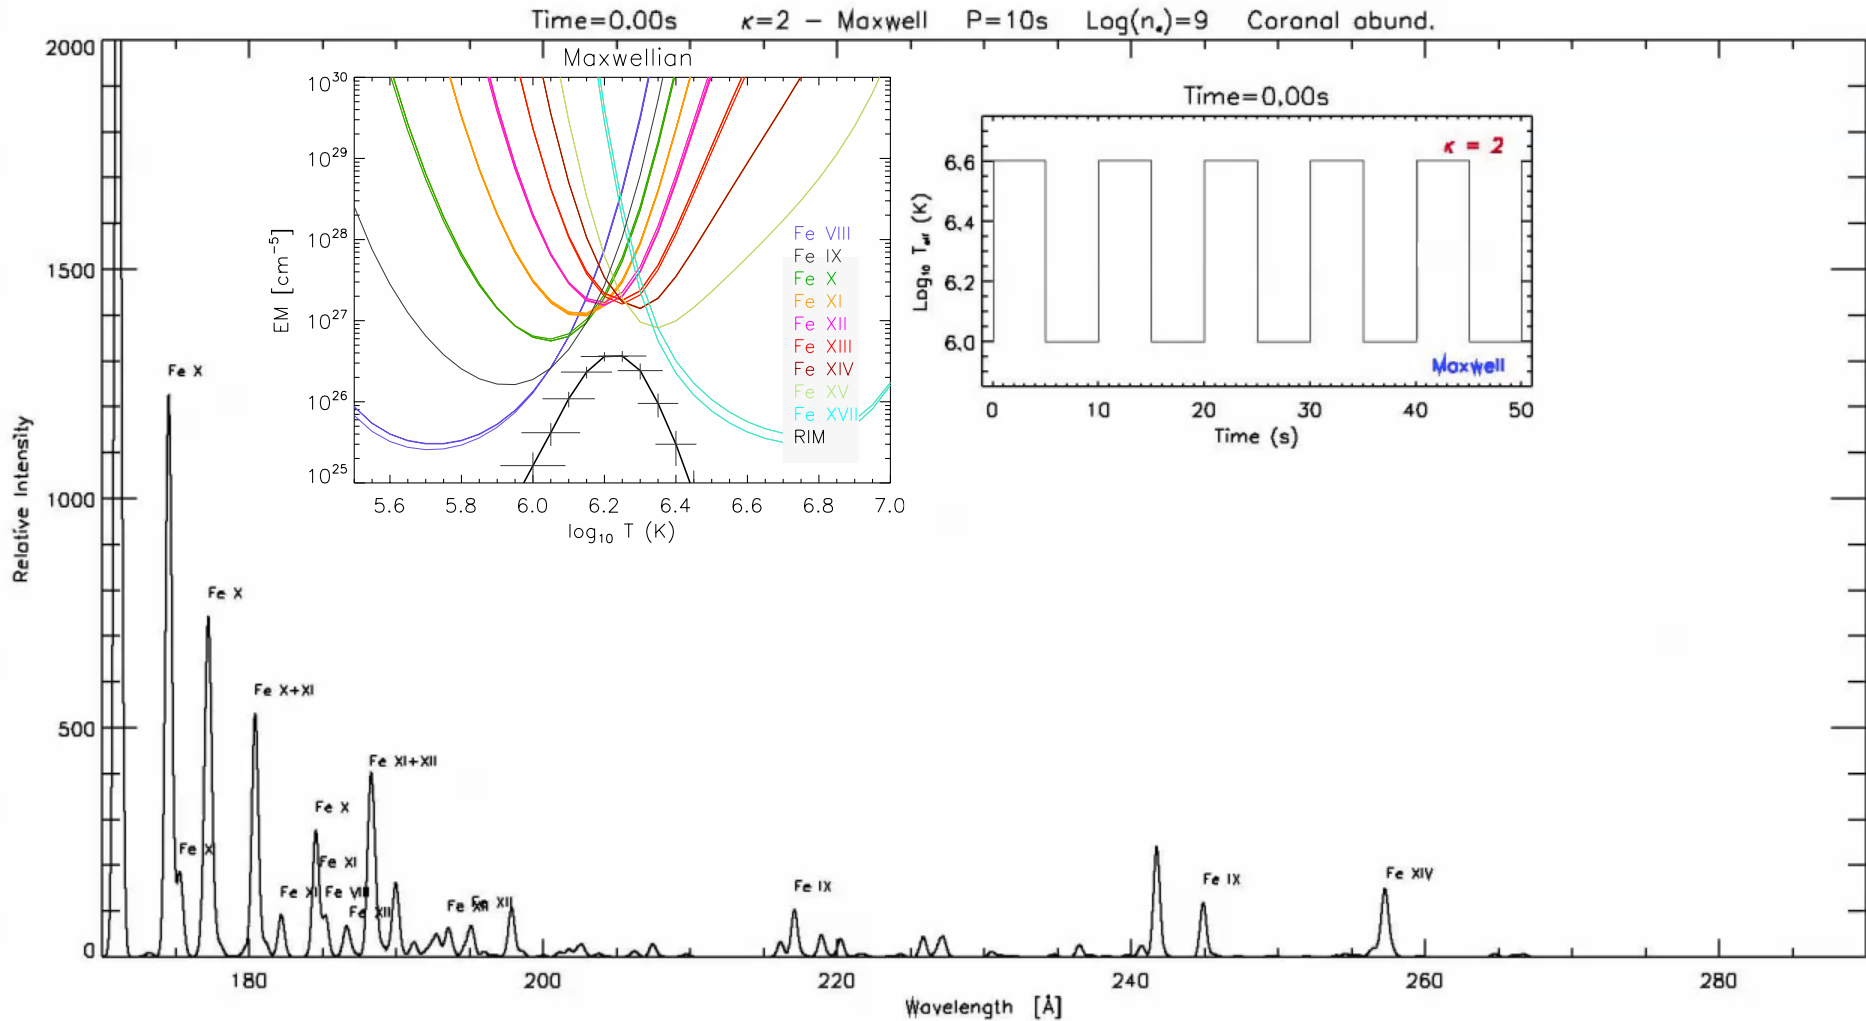 Time=0.00s κ=2 − Maxwell P=10s Log(nₑ)=9 Coronal abund.
2000
1500
1000
500
0
Relative Intensity
Maxwellian
10³⁰
10²⁹
10²⁸
10²⁷
10²⁶
10²⁵
EM [cm⁻⁵]
Fe VIII
Fe IX
Fe X
Fe XI
Fe XII
Fe XIII
Fe XIV
Fe XV
Fe XVII
RIM
5.6 5.8 6.0 6.2 6.4 6.6 6.8 7.0
log₁₀ T (K)
Time=0.00s
κ = 2
6.6
6.4
6.2
6.0
Log₁₀ Tₑff (K)
Maxwell
0 10 20 30 40 50
Time (s)
Fe X
Fe X
Fe X+XI
Fe XI+XII
Fe X
Fe X
Fe XI
Fe XI Fe VIII
Fe XII
Fe XII
Fe XII
Fe IX
Fe IX
Fe XIV
180 200 220 240 260 280
Wavelength [Å]